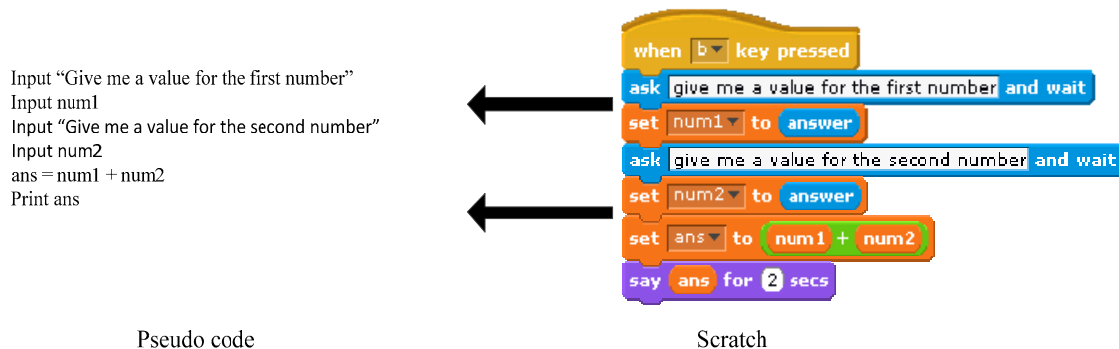 Input “Give me a value for the first number”
Input num1
Input “Give me a value for the second number”
Input num2
ans = num1 + num2
Print ans
Pseudo code
when b key pressed
ask give me a value for the first number and wait
set num1 to answer
ask give me a value for the second number and wait
set num2 to answer
set ans to num1 + num2
say ans for 2 secs
Scratch